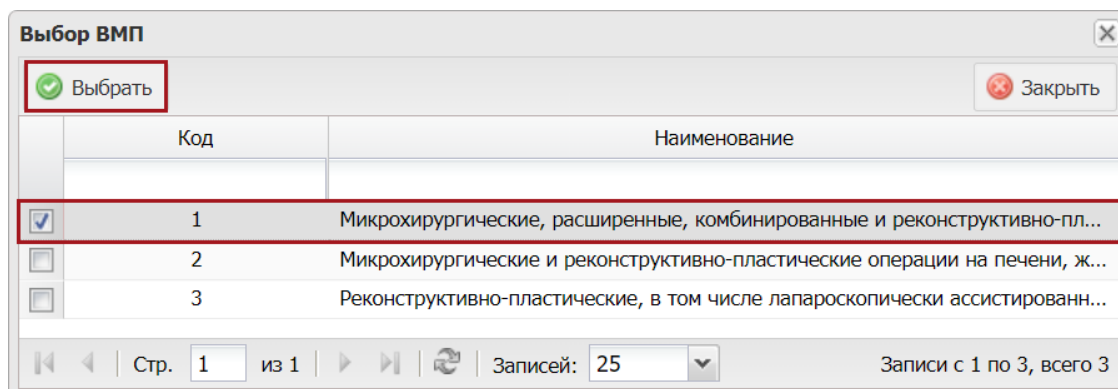 Выбор ВМП
Выбрать Закрыть
Код Наименование
1 Микрохирургические, расширенные, комбинированные и реконструктивно-пл...
2 Микрохирургические и реконструктивно-пластические операции на печени, ж...
3 Реконструктивно-пластические, в том числе лапароскопически ассистированн...
Стр. 1 из 1 Записей: 25 Записи с 1 по 3, всего 3